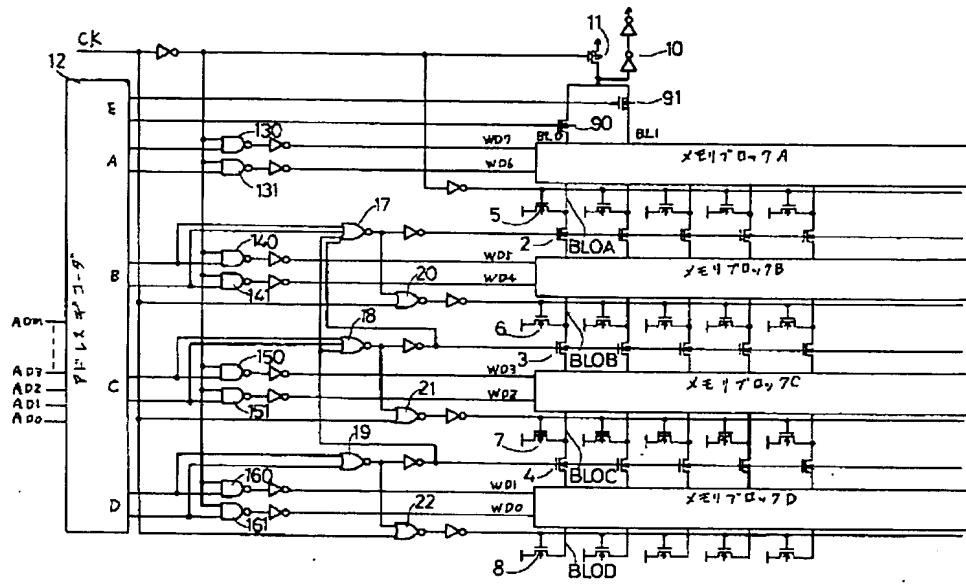 CK
11
10
12
E
91
130
90
BL0
BL1
WD7
メモリブロックA
A
WD6
131
17
5
2
BLOA
140
WD5
メモリブロックB
B
WD4
141
20
18
6
3
BLOB
アドレスデコーダ
ADm
150
WD3
メモリブロックC
AD3
C
WD2
AD2
151
21
AD1
AD0
19
7
4
BLOC
160
WD1
メモリブロックD
D
WD0
161
22
8
BLOD